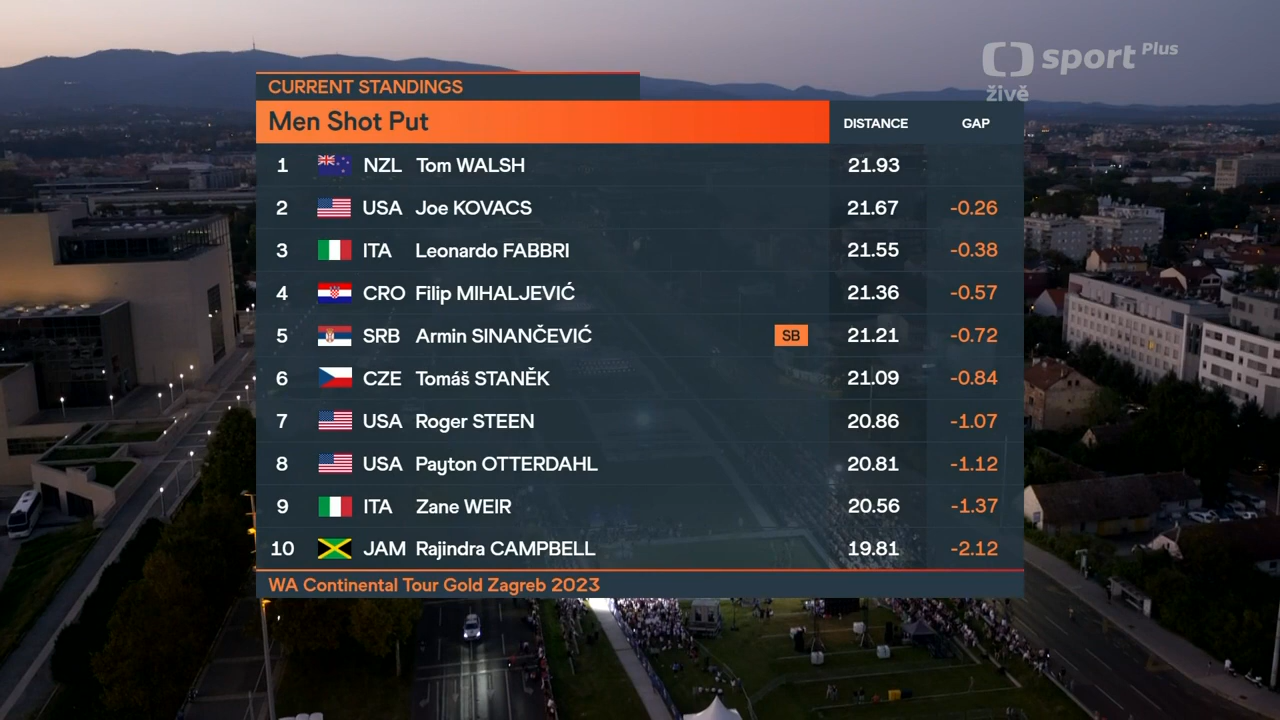 sport Plus
živě
CURRENT STANDINGS
Men Shot Put DISTANCE GAP
1 NZL Tom WALSH 21.93
2 USA Joe KOVACS 21.67 -0.26
3 ITA Leonardo FABBRI 21.55 -0.38
4 CRO Filip MIHALJEVIĆ 21.36 -0.57
5 SRB Armin SINANČEVIĆ SB 21.21 -0.72
6 CZE Tomáš STANĚK 21.09 -0.84
7 USA Roger STEEN 20.86 -1.07
8 USA Payton OTTERDAHL 20.81 -1.12
9 ITA Zane WEIR 20.56 -1.37
10 JAM Rajindra CAMPBELL 19.81 -2.12
WA Continental Tour Gold Zagreb 2023